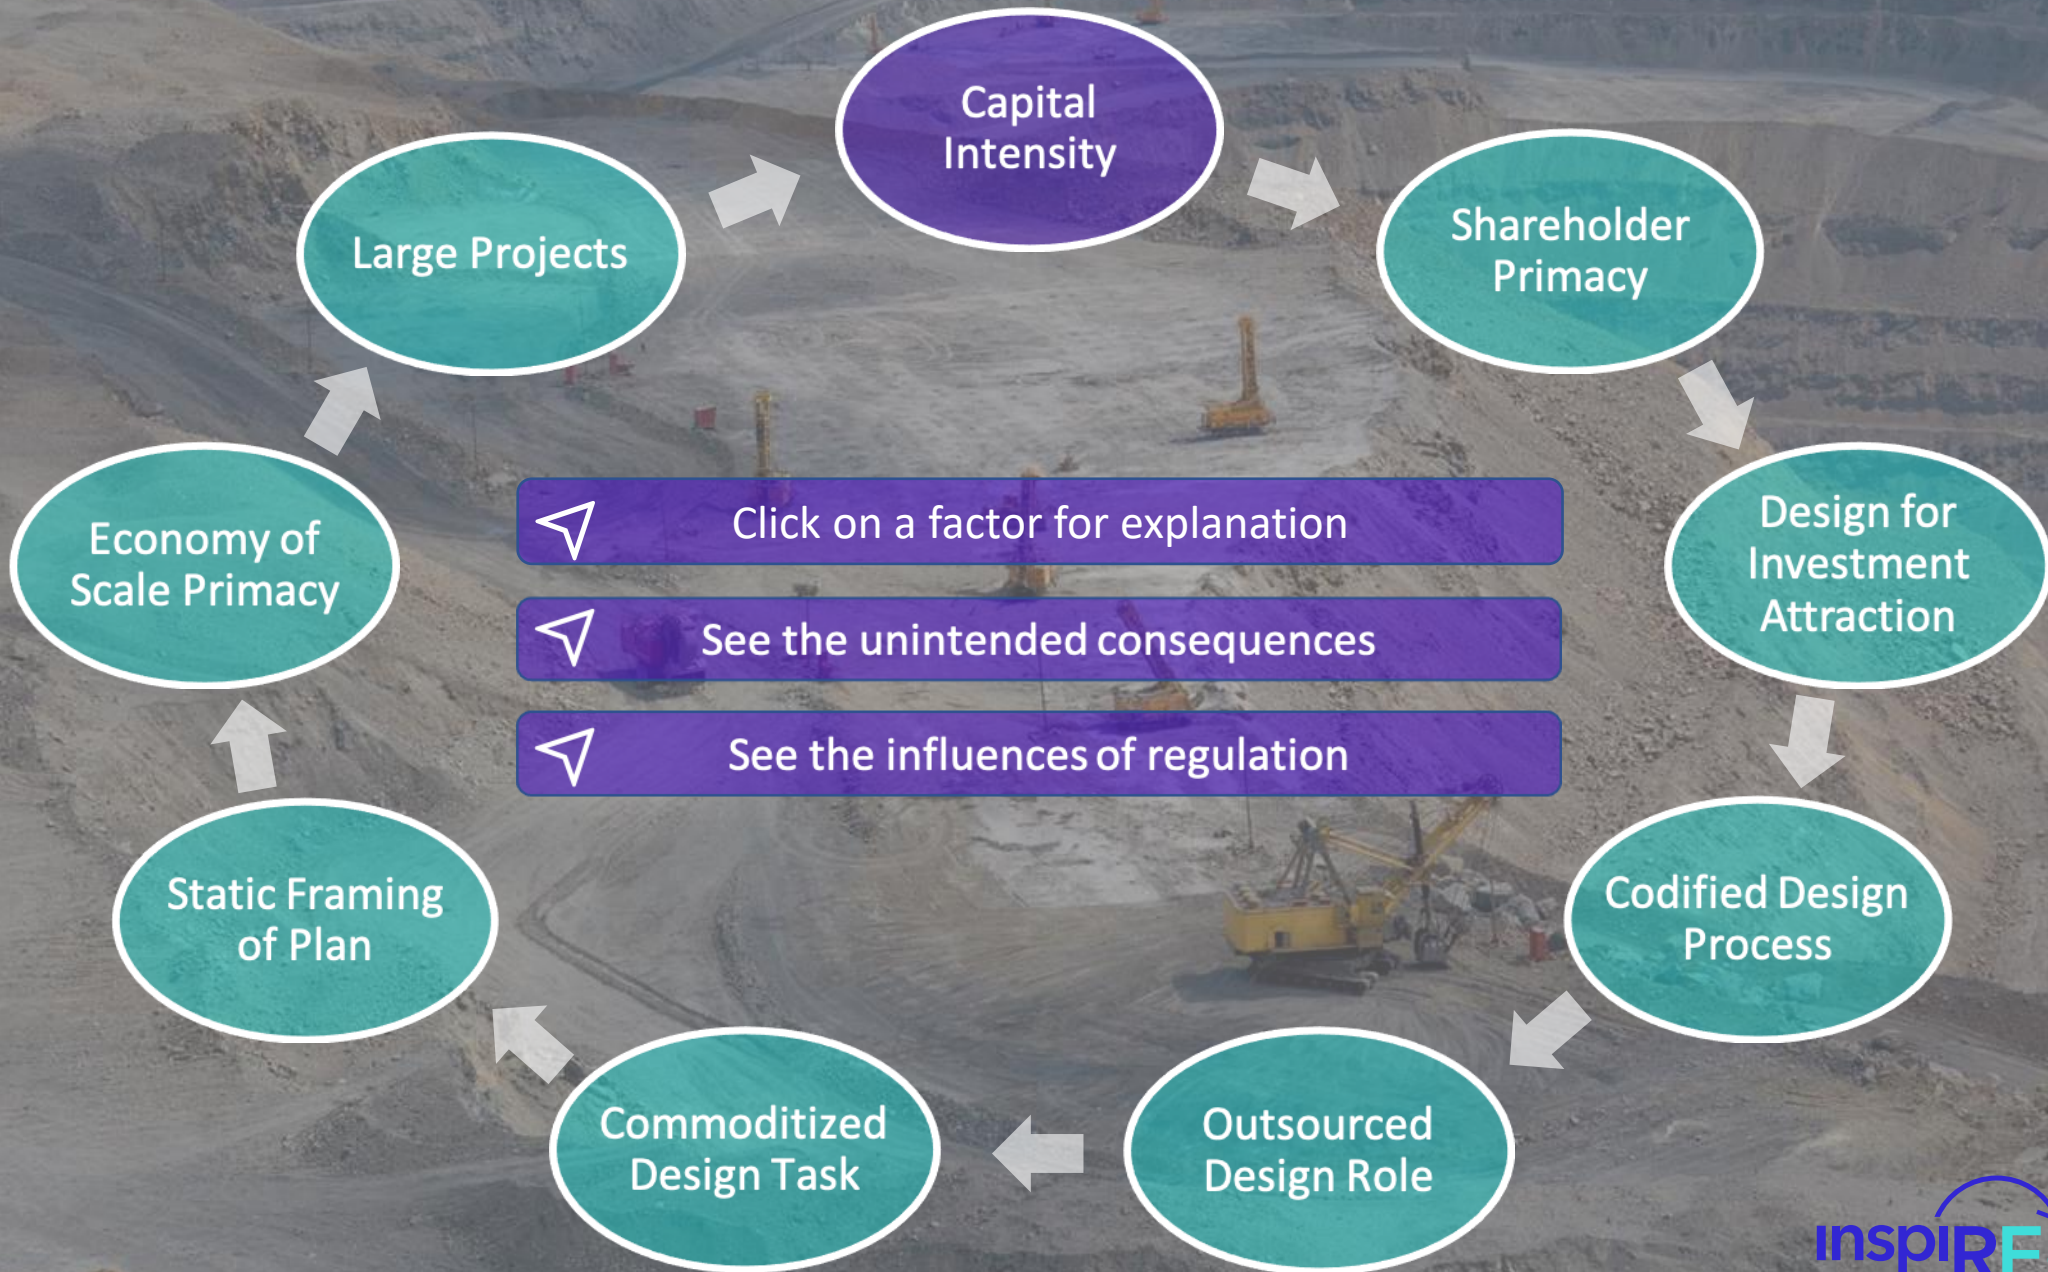 Capital
Intensity
Shareholder
Primacy
Design for
Investment
Attraction
Codified Design
Process
Outsourced
Design Role
Commoditized
Design Task
Static Framing
of Plan
Economy of
Scale Primacy
Large Projects
Click on a factor for explanation
See the unintended consequences
See the influences of regulation
InspIRE